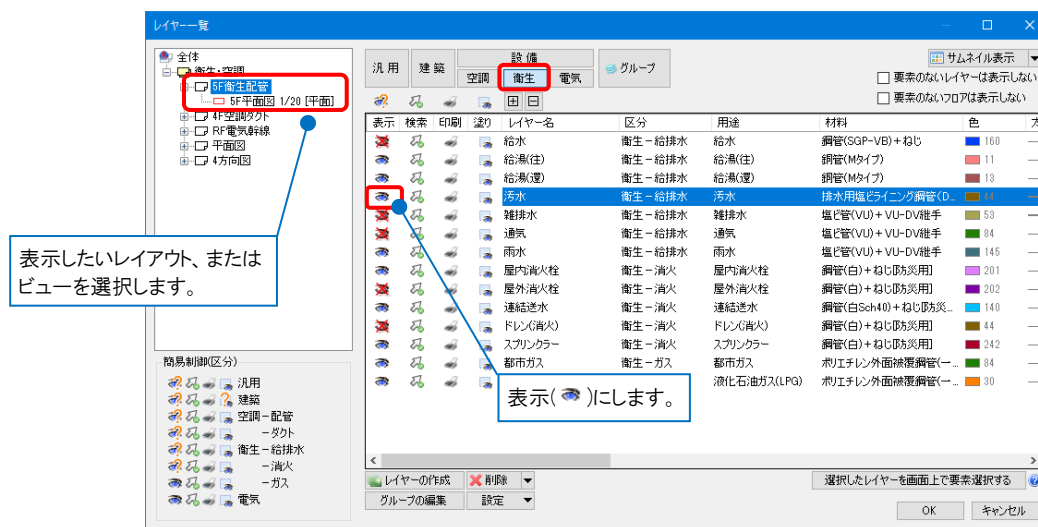 レイヤー一覧
全体
衛生・空調
5F衛生配管
5F平面図 1/20 [平面]
4F空調ダクト
RF電気幹線
平面図
4方向図
汎用 建築 設備 グループ
空調 衛生 電気
サムネイル表示
要素のないレイヤーは表示しない
要素のないフロアは表示しない
表示 検索 印刷 塗り レイヤー名 区分 用途 材料 色
給水 衛生－給排水 給水 鋼管(SGP-VB)+ねじ 160
給湯(往) 衛生－給排水 給湯(往) 銅管(Mタイプ) 11
給湯(還) 衛生－給排水 給湯(還) 銅管(Mタイプ) 13
汚水 衛生－給排水 汚水 排水用塩ビライニング鋼管(D... 44
雑排水 衛生－給排水 雑排水 塩ビ管(VU)+VU-DV継手 53
通気 衛生－給排水 通気 塩ビ管(VU)+VU-DV継手 84
雨水 衛生－給排水 雨水 塩ビ管(VU)+VU-DV継手 145
屋内消火栓 衛生－消火 屋内消火栓 鋼管(白)+ねじ[防災用] 201
屋外消火栓 衛生－消火 屋外消火栓 鋼管(白)+ねじ[防災用] 202
連結送水 衛生－消火 連結送水 鋼管(白Sch40)+ねじ[防災... 140
ドレン(消火) 衛生－消火 ドレン(消火) 鋼管(白)+ねじ[防災用] 44
スプリンクラー 衛生－消火 スプリンクラー 鋼管(白)+ねじ[防災用] 242
都市ガス 衛生－ガス 都市ガス ポリエチレン外面被覆鋼管(一... 84
液化石油ガス(LPG) ポリエチレン外面被覆鋼管(一... 30
表示したいレイアウト、または
ビューを選択します。
表示( )にします。
簡易制御(区分)
汎用
建築
空調－配管
－ダクト
衛生－給排水
－消火
－ガス
電気
レイヤーの作成 削除 選択したレイヤーを画面上で要素選択する
グループの編集 設定
OK キャンセル